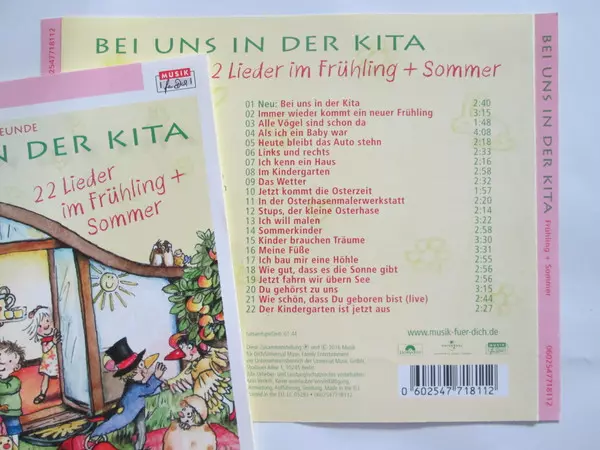 BEI UNS IN DER KITA
22 Lieder im Frühling + Sommer
01 Neu: Bei uns in der Kita 2:40
02 Immer wieder kommt ein neuer Frühling 3:15
03 Alle Vögel sind schon da 1:48
04 Als ich ein Baby war 4:08
05 Heute bleibt das Auto stehn 2:18
06 Links und rechts 2:33
07 Ich kenn ein Haus 2:32
08 Im Kindergarten 2:58
09 Das Wetter 2:32
10 Jetzt kommt die Osterzeit 1:57
11 In der Osterhasenmalerwerkstatt 2:20
12 Stups, der kleine Osterhase 2:14
13 Ich will malen 3:22
14 Sommerkinder 2:58
15 Kinder brauchen Träume 3:30
16 Meine Füße 3:31
17 Ich bau mir eine Höhle 2:56
18 Wie gut, dass es die Sonne gibt 2:56
19 Jetzt fahrn wir übern See 2:56
20 Du gehörst zu uns 3:15
21 Wie schön, dass Du geboren bist (live)
22 Der Kindergarten ist jetzt aus 2:27
www.musik-fuer-dich.de
0 602547 718112
BEI UNS IN DER KITA
Frühling + Sommer
0602547718112
0602547718112
MUSIK
für Dich
EUNDE
N DER KITA
22 Lieder
im Frühling +
Sommer